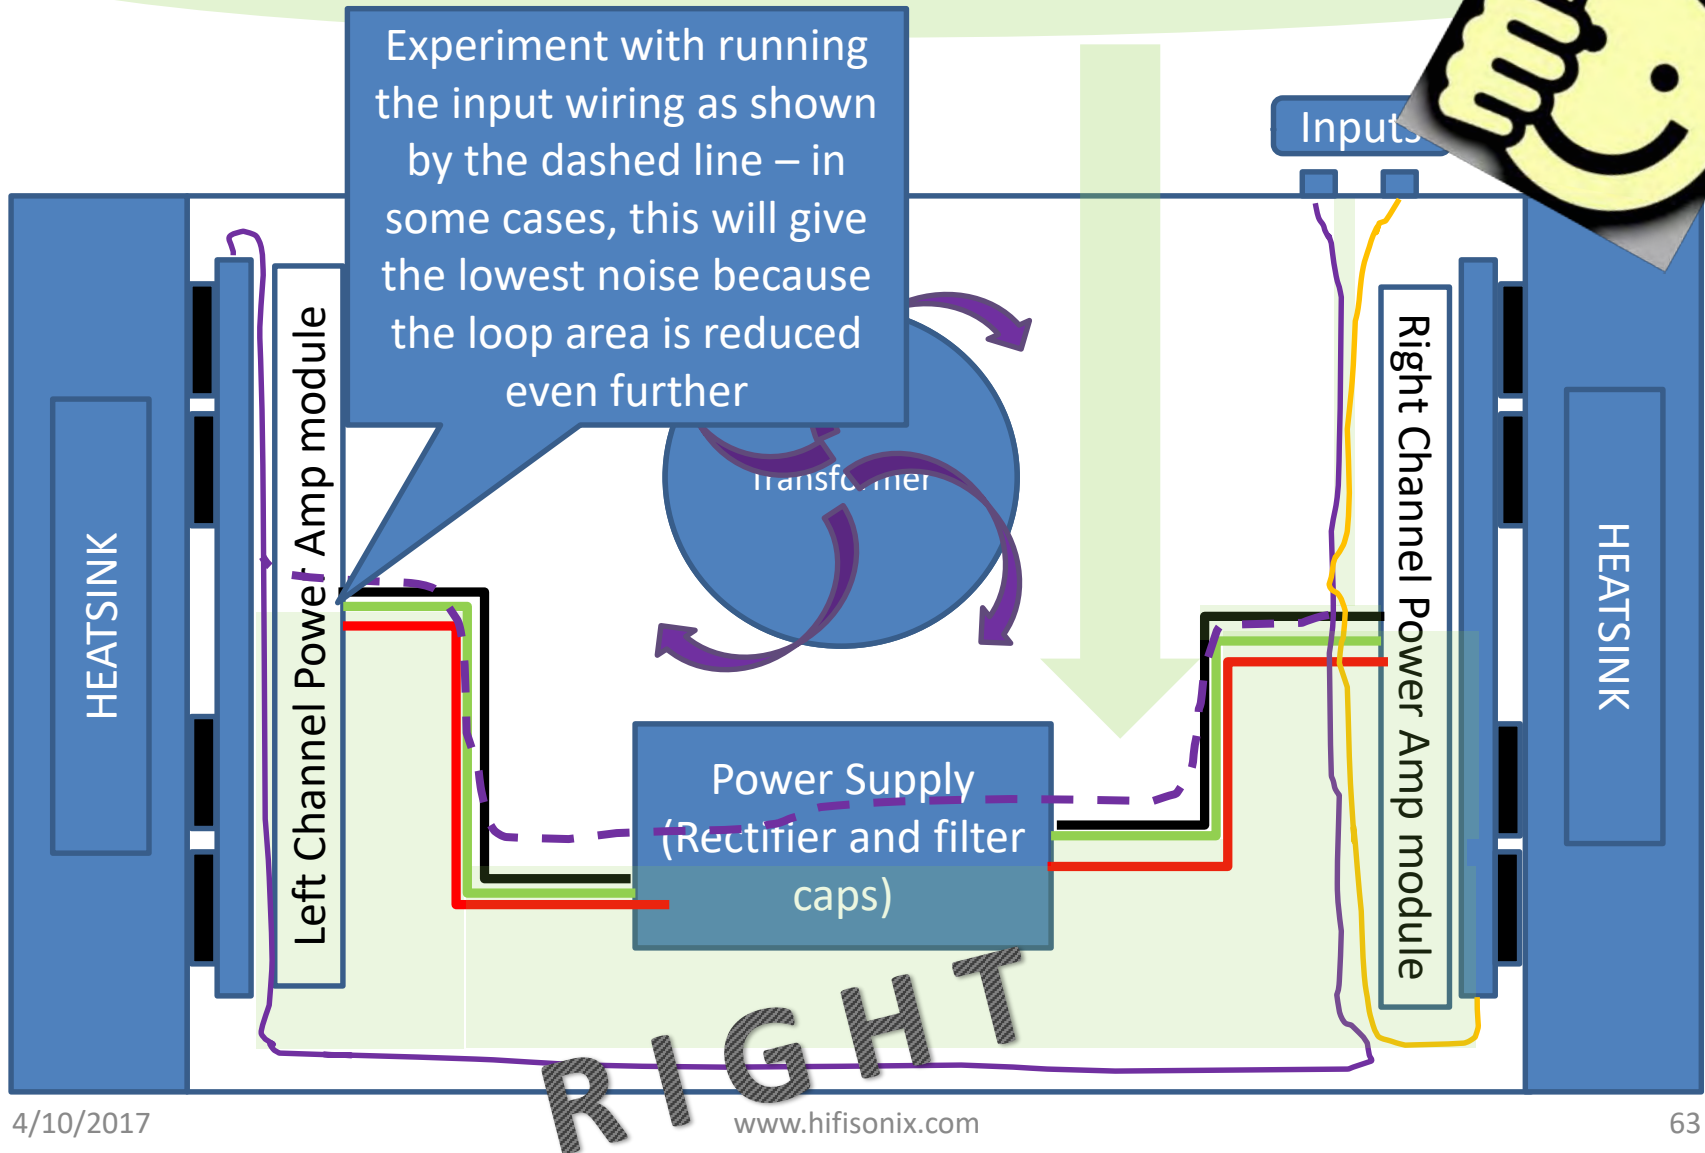 Experiment with running
the input wiring as shown
by the dashed line – in
some cases, this will give
the lowest noise because
the loop area is reduced
even further
Inputs
HEATSINK
Left Channel Power Amp module
Transformer
Right Channel Power Amp module
HEATSINK
Power Supply
(Rectifier and filter
caps)
RIGHT
4/10/2017
www.hifisonix.com
63